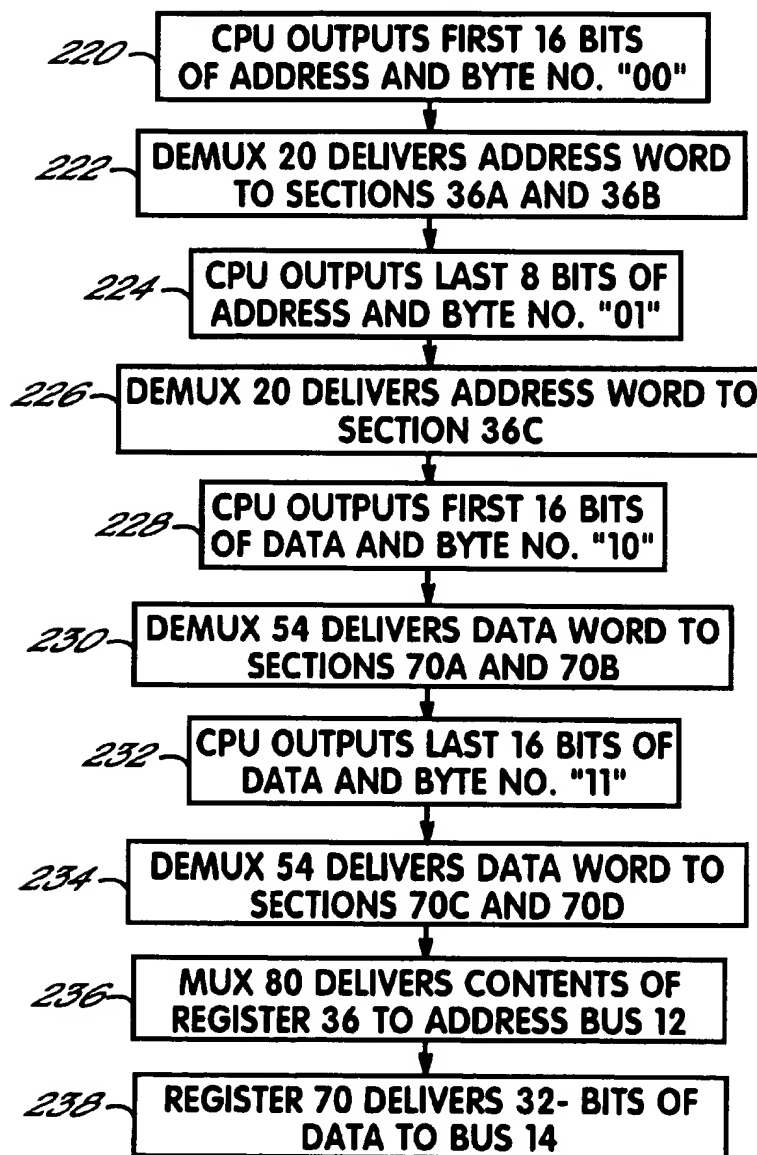 220
CPU OUTPUTS FIRST 16 BITS
OF ADDRESS AND BYTE NO. "00"
222
DEMUX 20 DELIVERS ADDRESS WORD
TO SECTIONS 36A AND 36B
224
CPU OUTPUTS LAST 8 BITS OF
ADDRESS AND BYTE NO. "01"
226
DEMUX 20 DELIVERS ADDRESS WORD TO
SECTION 36C
228
CPU OUTPUTS FIRST 16 BITS
OF DATA AND BYTE NO. "10"
230
DEMUX 54 DELIVERS DATA WORD TO
SECTIONS 70A AND 70B
232
CPU OUTPUTS LAST 16 BITS OF
DATA AND BYTE NO. "11"
234
DEMUX 54 DELIVERS DATA WORD TO
SECTIONS 70C AND 70D
236
MUX 80 DELIVERS CONTENTS OF
REGISTER 36 TO ADDRESS BUS 12
238
REGISTER 70 DELIVERS 32- BITS OF
DATA TO BUS 14